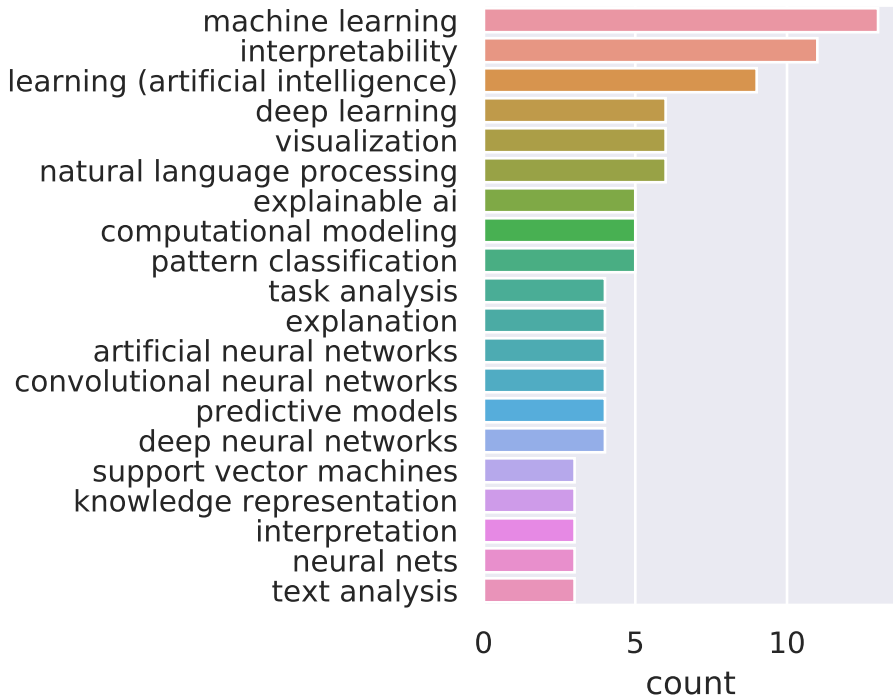 machine learning
interpretability
learning (artificial intelligence)
deep learning
visualization
natural language processing
explainable ai
computational modeling
pattern classification
task analysis
explanation
artificial neural networks
convolutional neural networks
predictive models
deep neural networks
support vector machines
knowledge representation
interpretation
neural nets
text analysis
0 5 10
count